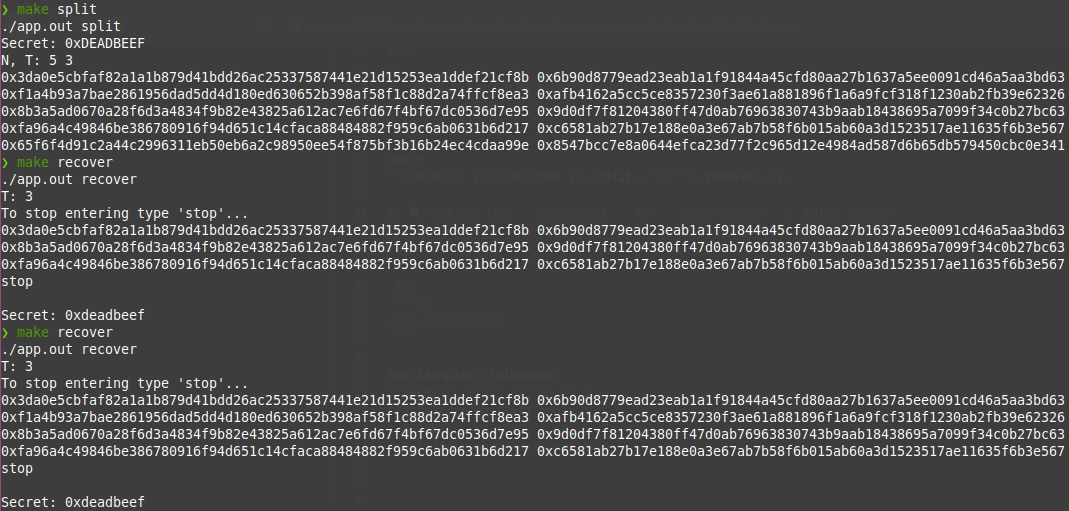 ❯ make split
./app.out split
Secret: 0xDEADBEEF
N, T: 5 3
0x3da0e5cbfaf82a1a1b879d41bdd26ac25337587441e21d15253ea1ddef21cf8b 0x6b90d8779ead23eab1a1f91844a45cfd80aa27b1637a5ee0091cd46a5aa3bd63
0xf1a4b93a7bae2861956dad5dd4d180ed630652b398af58f1c88d2a74ffcf8ea3 0xafb4162a5cc5ce8357230f3ae61a881896f1a6a9fcf318f1230ab2fb39e62326
0x8b3a5ad0670a28f6d3a4834f9b82e43825a612ac7e6fd67f4bf67dc0536d7e95 0x9d0df7f81204380ff47d0ab76963830743b9aab18438695a7099f34c0b27bc63
0xfa96a4c49846be386780916f94d651c14cfaca88484882f959c6ab0631b6d217 0xc6581ab27b17e188e0a3e67ab7b58f6b015ab60a3d1523517ae11635f6b3e567
0x65f6f4d91c2a44c2996311eb50eb6a2c98950ee54f875bf3b16b24ec4cdaa99e 0x8547bcc7e8a0644efca23d77f2c965d12e4984ad587d6b65db579450cbc0e341
❯ make recover
./app.out recover
T: 3
To stop entering type 'stop'...
0x3da0e5cbfaf82a1a1b879d41bdd26ac25337587441e21d15253ea1ddef21cf8b 0x6b90d8779ead23eab1a1f91844a45cfd80aa27b1637a5ee0091cd46a5aa3bd63
0x8b3a5ad0670a28f6d3a4834f9b82e43825a612ac7e6fd67f4bf67dc0536d7e95 0x9d0df7f81204380ff47d0ab76963830743b9aab18438695a7099f34c0b27bc63
0xfa96a4c49846be386780916f94d651c14cfaca88484882f959c6ab0631b6d217 0xc6581ab27b17e188e0a3e67ab7b58f6b015ab60a3d1523517ae11635f6b3e567
stop
Secret: 0xdeadbeef
❯ make recover
./app.out recover
T: 3
To stop entering type 'stop'...
0x3da0e5cbfaf82a1a1b879d41bdd26ac25337587441e21d15253ea1ddef21cf8b 0x6b90d8779ead23eab1a1f91844a45cfd80aa27b1637a5ee0091cd46a5aa3bd63
0xf1a4b93a7bae2861956dad5dd4d180ed630652b398af58f1c88d2a74ffcf8ea3 0xafb4162a5cc5ce8357230f3ae61a881896f1a6a9fcf318f1230ab2fb39e62326
0x8b3a5ad0670a28f6d3a4834f9b82e43825a612ac7e6fd67f4bf67dc0536d7e95 0x9d0df7f81204380ff47d0ab76963830743b9aab18438695a7099f34c0b27bc63
0xfa96a4c49846be386780916f94d651c14cfaca88484882f959c6ab0631b6d217 0xc6581ab27b17e188e0a3e67ab7b58f6b015ab60a3d1523517ae11635f6b3e567
stop
Secret: 0xdeadbeef